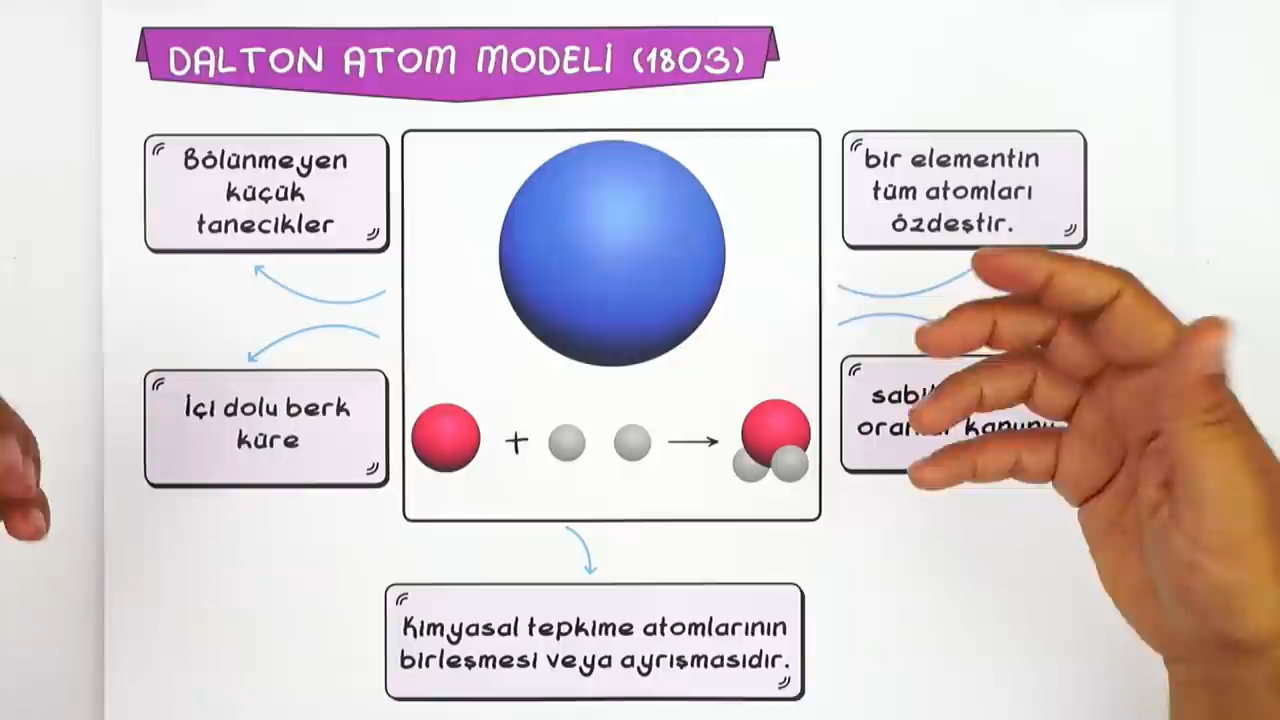 DALTON ATOM MODELİ (1803)
Bölünmeyen
küçük
tanecikler
bir elementin
tüm atomları
özdeştir.
İçi dolu berk
küre
kanunu
+
Kimyasal tepkime atomlarının
birleşmesi veya ayrışmasıdır.